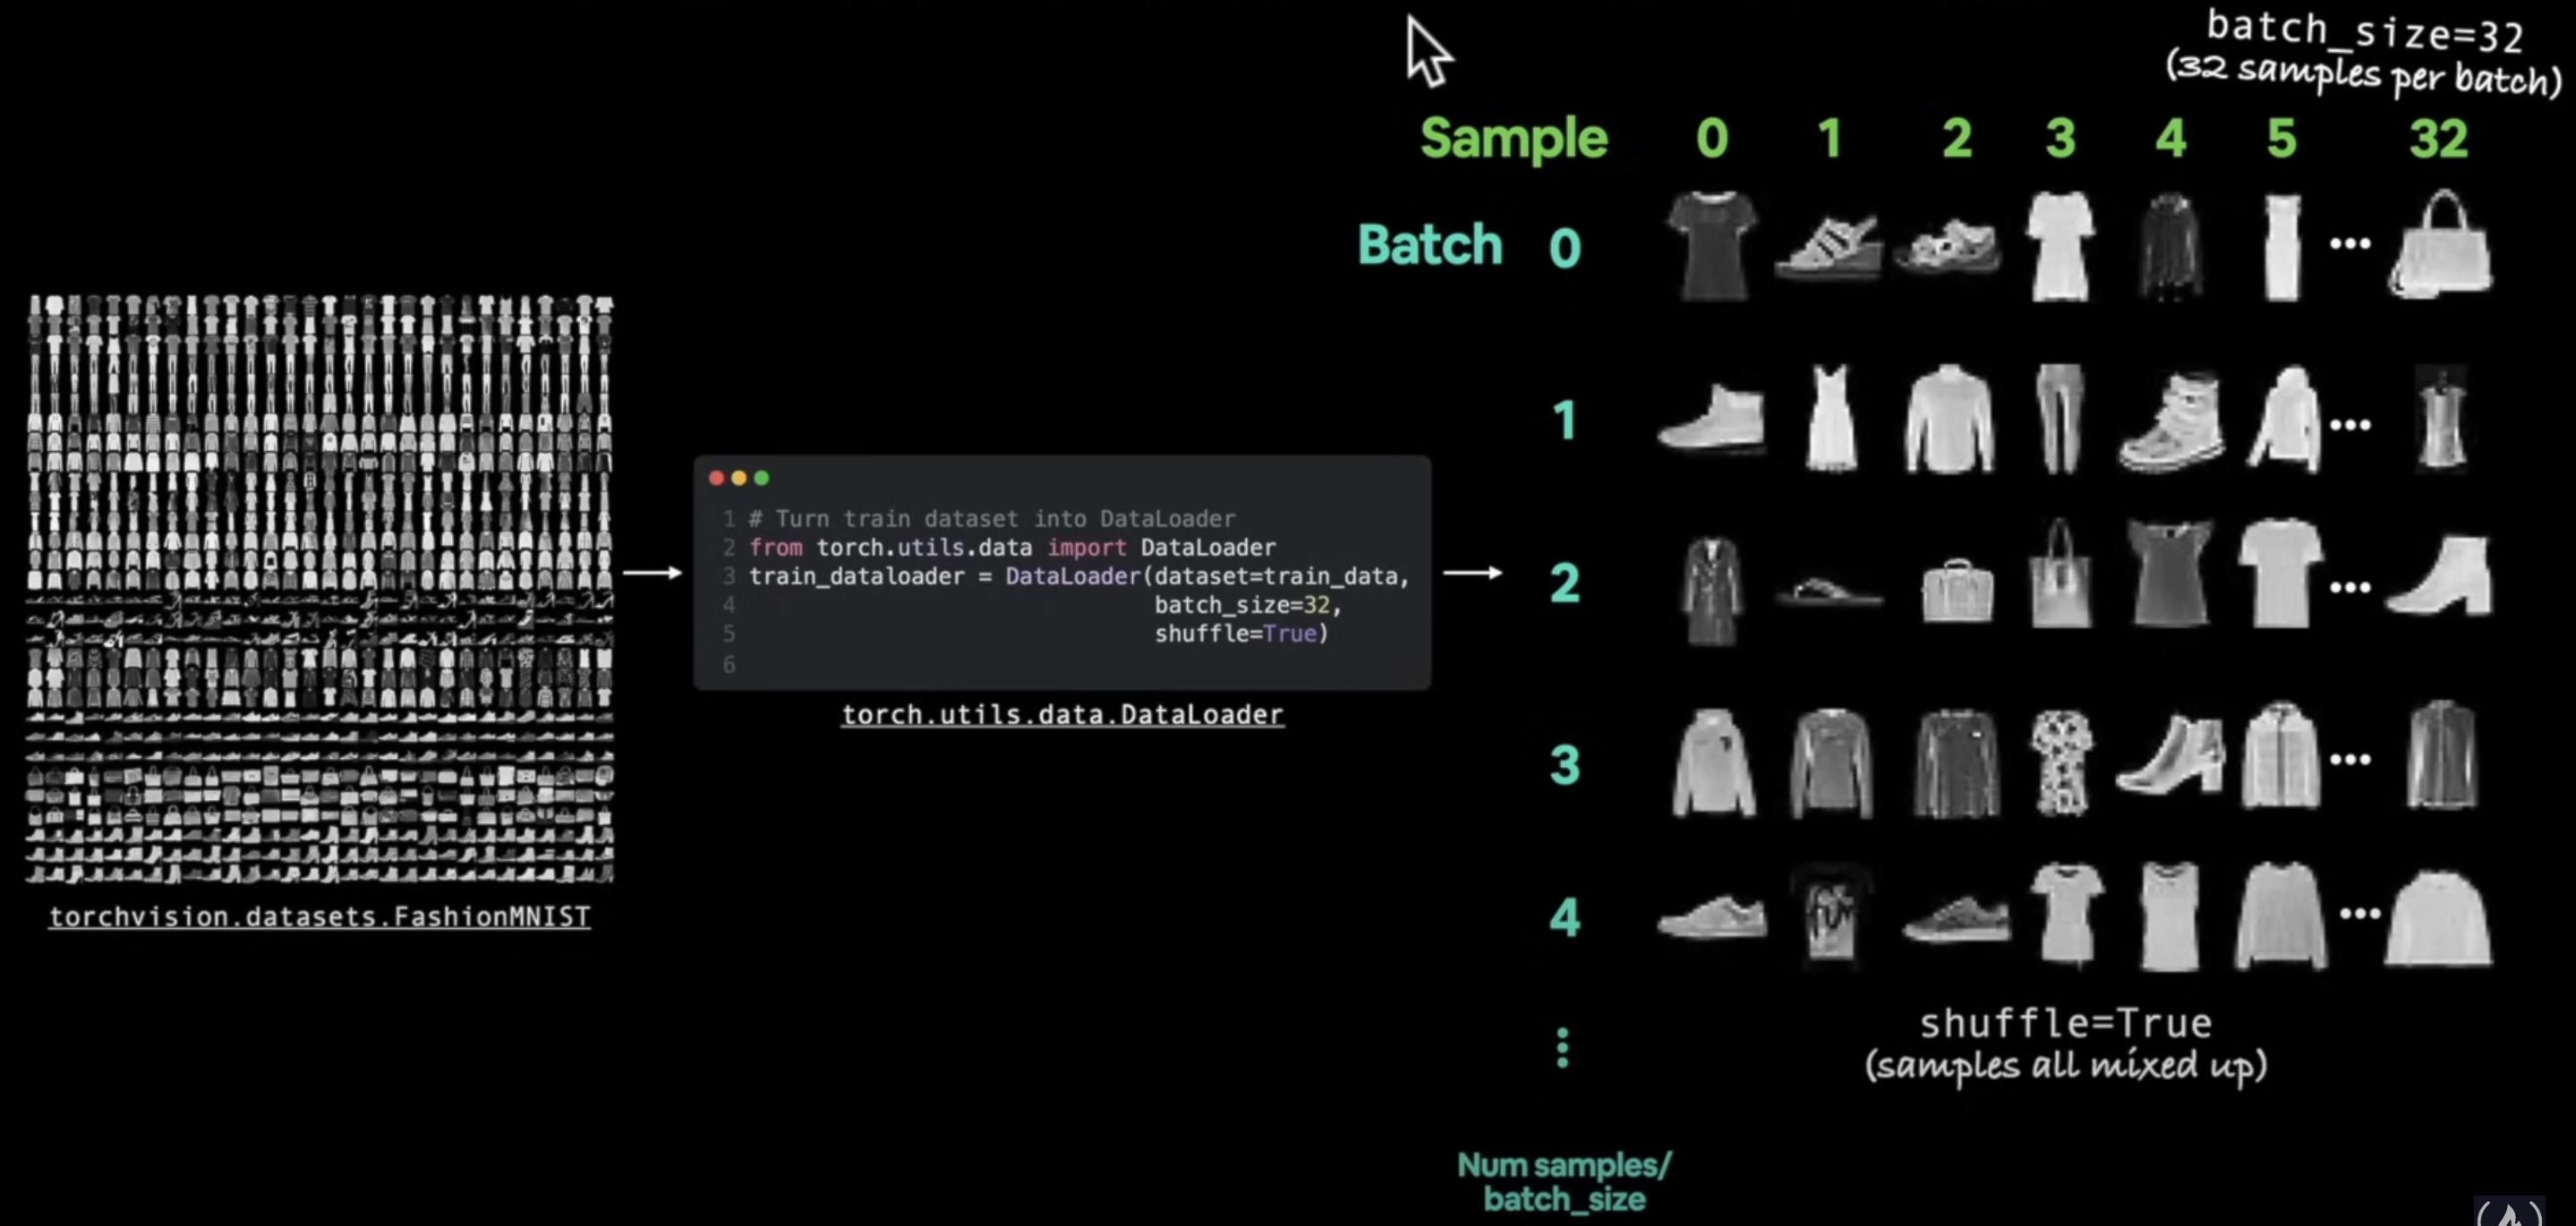 batch_size=32
(32 samples per batch)
Sample 0 1 2 3 4 5 32
Batch 0
1
2
3
4
1 # Turn train dataset into DataLoader
2 from torch.utils.data import DataLoader
3 train_dataloader = DataLoader(dataset=train_data,
4 batch_size=32,
5 shuffle=True)
6
torch.utils.data.DataLoader
torchvision.datasets.FashionMNIST
shuffle=True
(samples all mixed up)
Num samples/
batch_size